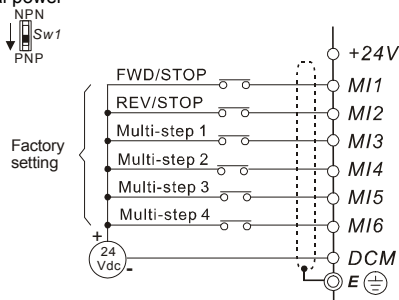 power
NPN
Sw1
PNP
+24V
FWD/STOP
MI1
REV/STOP
MI2
Multi-step 1
MI3
Factory
setting
Multi-step 2
MI4
Multi-step 3
MI5
Multi-step 4
MI6
+
24
Vdc
-
DCM
E